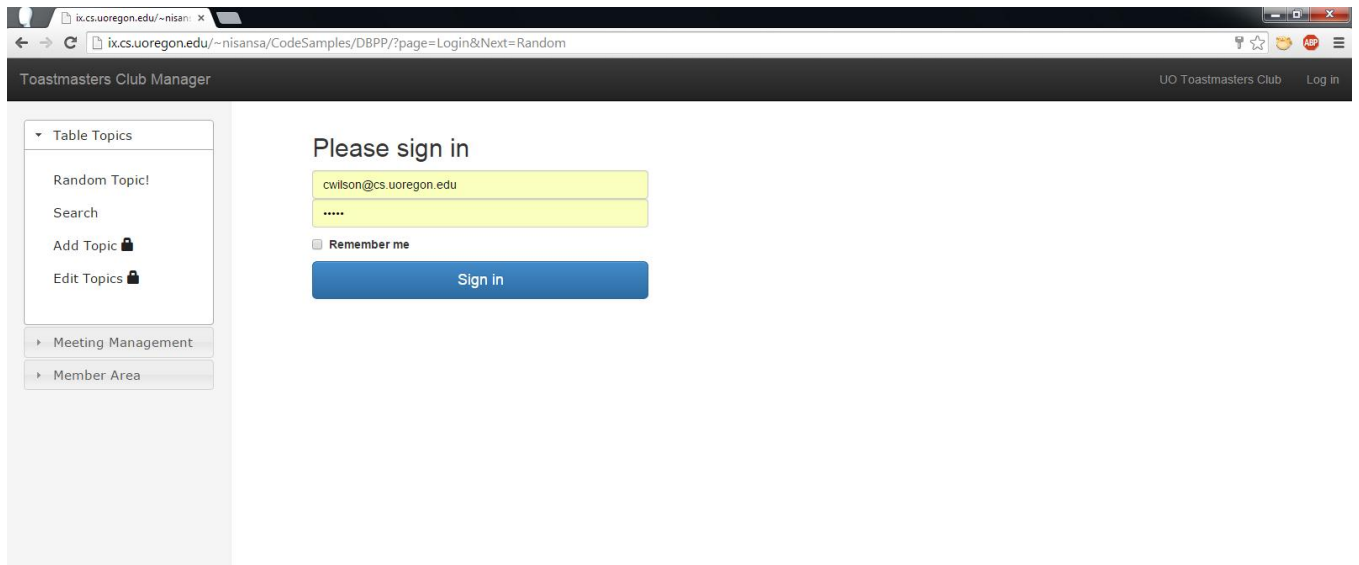 ix.cs.uoregon.edu/~nisan:
ix.cs.uoregon.edu/~nisansa/CodeSamples/DBPP/?page=Login&Next=Random
ABP
Toastmasters Club Manager
UO Toastmasters Club
Log in
Table Topics
Random Topic!
Search
Add Topic
Edit Topics
Meeting Management
Member Area
Please sign in
cwilson@cs.uoregon.edu
•••••
Remember me
Sign in